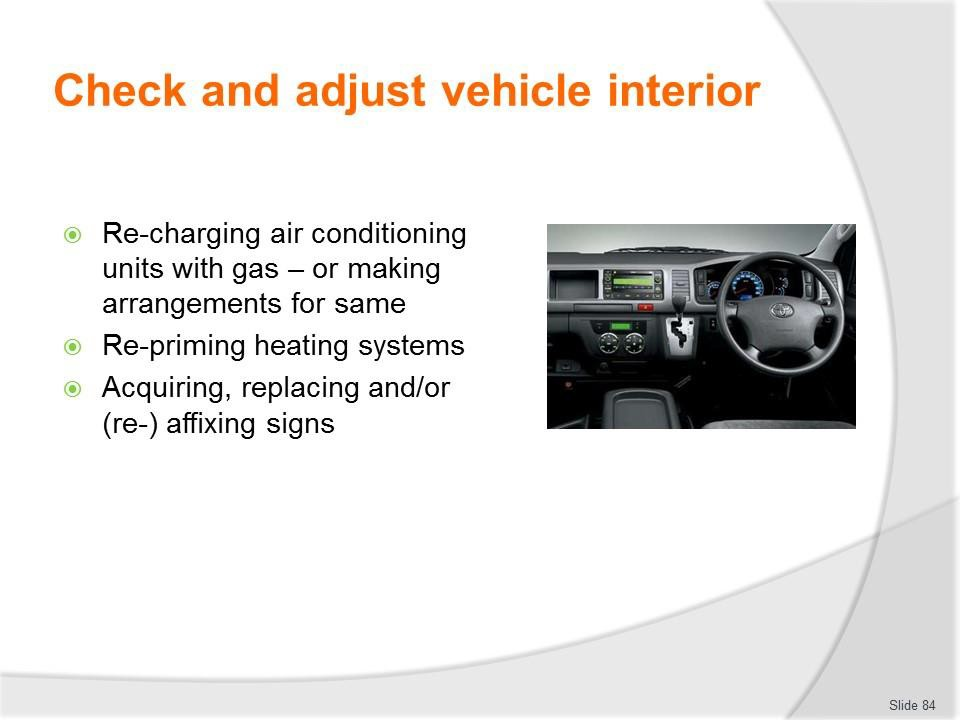 Check and adjust vehicle interior
Re-charging air conditioning
units with gas – or making
arrangements for same
Re-priming heating systems
Acquiring, replacing and/or
(re-) affixing signs
Slide 84